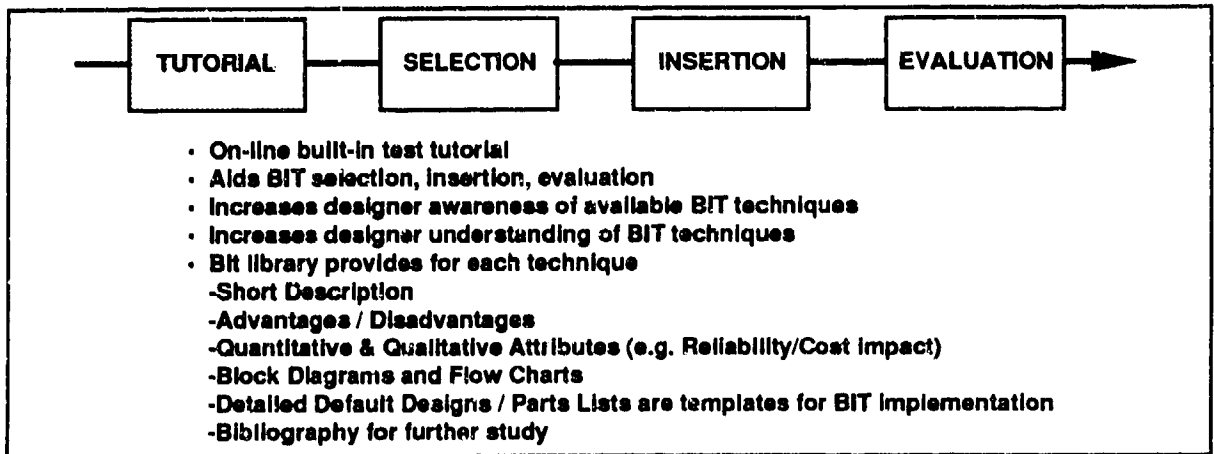 TUTORIAL SELECTION INSERTION EVALUATION
· On-line built-in test tutorial
· Aids BIT selection, insertion, evaluation
· Increases designer awareness of available BIT techniques
· Increases designer understanding of BIT techniques
· Bit library provides for each technique
-Short Description
-Advantages / Disadvantages
-Quantitative & Qualitative Attributes (e.g. Reliability/Cost impact)
-Block Diagrams and Flow Charts
-Detailed Default Designs / Parts Lists are templates for BIT implementation
-Bibliography for further study